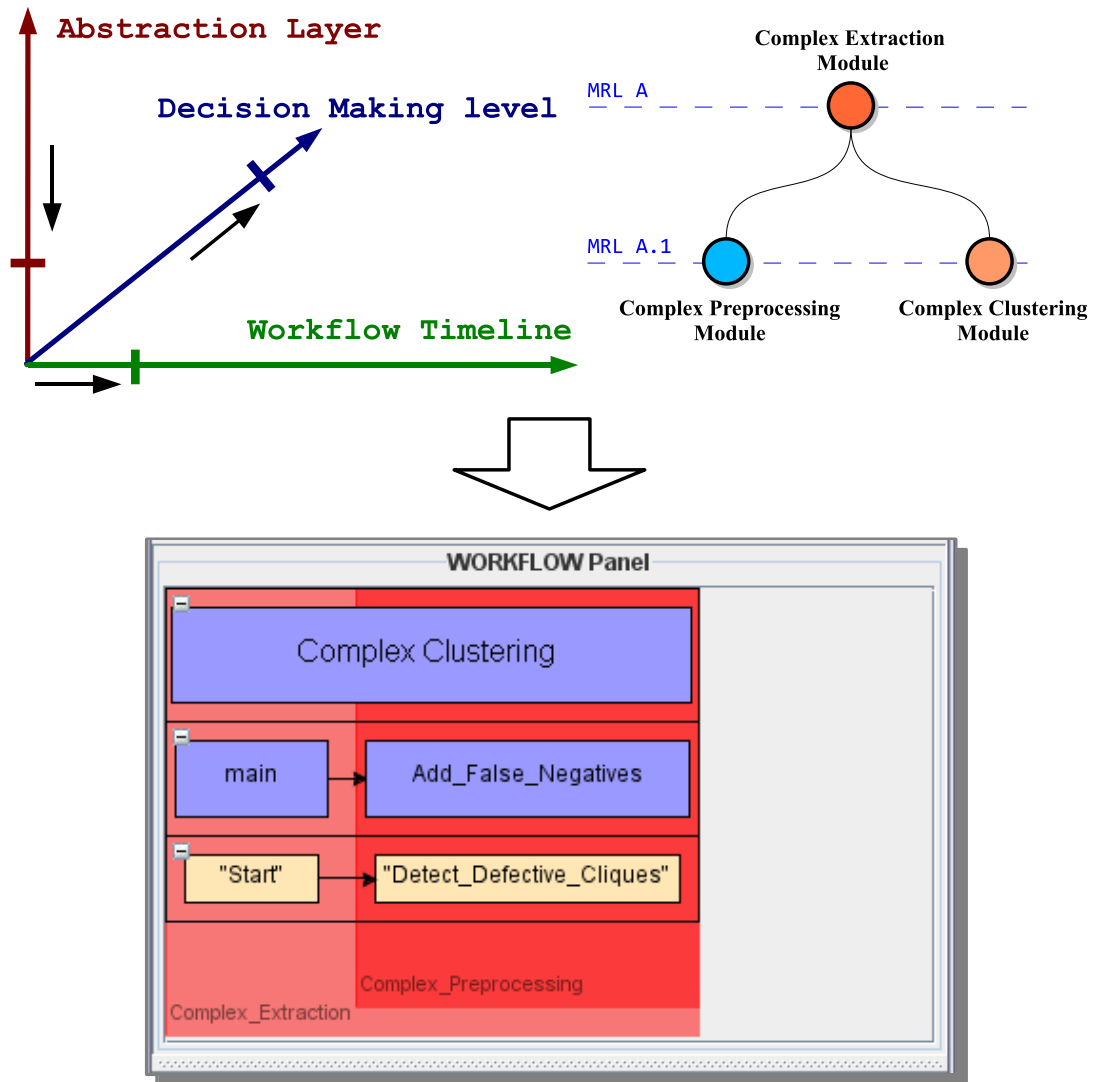 Abstraction Layer
Decision Making level
Workflow Timeline
Complex Extraction
Module
MRL A
MRL A.1
Complex Preprocessing
Module
Complex Clustering
Module
WORKFLOW Panel
Complex Clustering
main
Add_False_Negatives
"Start"
"Detect_Defective_Cliques"
Complex_Preprocessing
Complex_Extraction